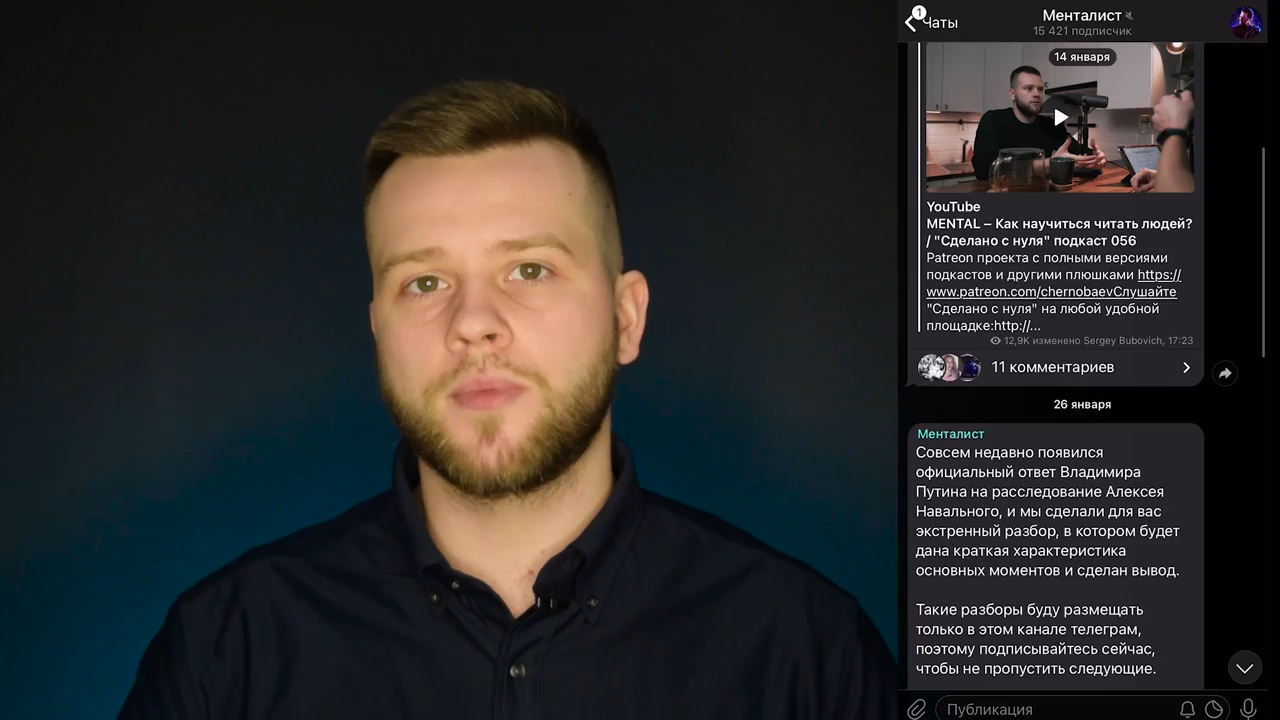 1
Чаты
Менталист
15 421 подписчик
14 января
YouTube
MENTAL – Как научиться читать людей?
/ "Сделано с нуля" подкаст 056
Patreon проекта с полными версиями
подкастов и другими плюшками https://
www.patreon.com/chernobaevСлушайте
"Сделано с нуля" на любой удобной
площадке:http://...
12,9K изменено Sergey Bubovich, 17:23
11 комментариев
26 января
Менталист
Совсем недавно появился
официальный ответ Владимира
Путина на расследование Алексея
Навального, и мы сделали для вас
экстренный разбор, в котором будет
дана краткая характеристика
основных моментов и сделан вывод.
Такие разборы буду размещать
только в этом канале телеграм,
поэтому подписывайтесь сейчас,
чтобы не пропустить следующие.
Публикация